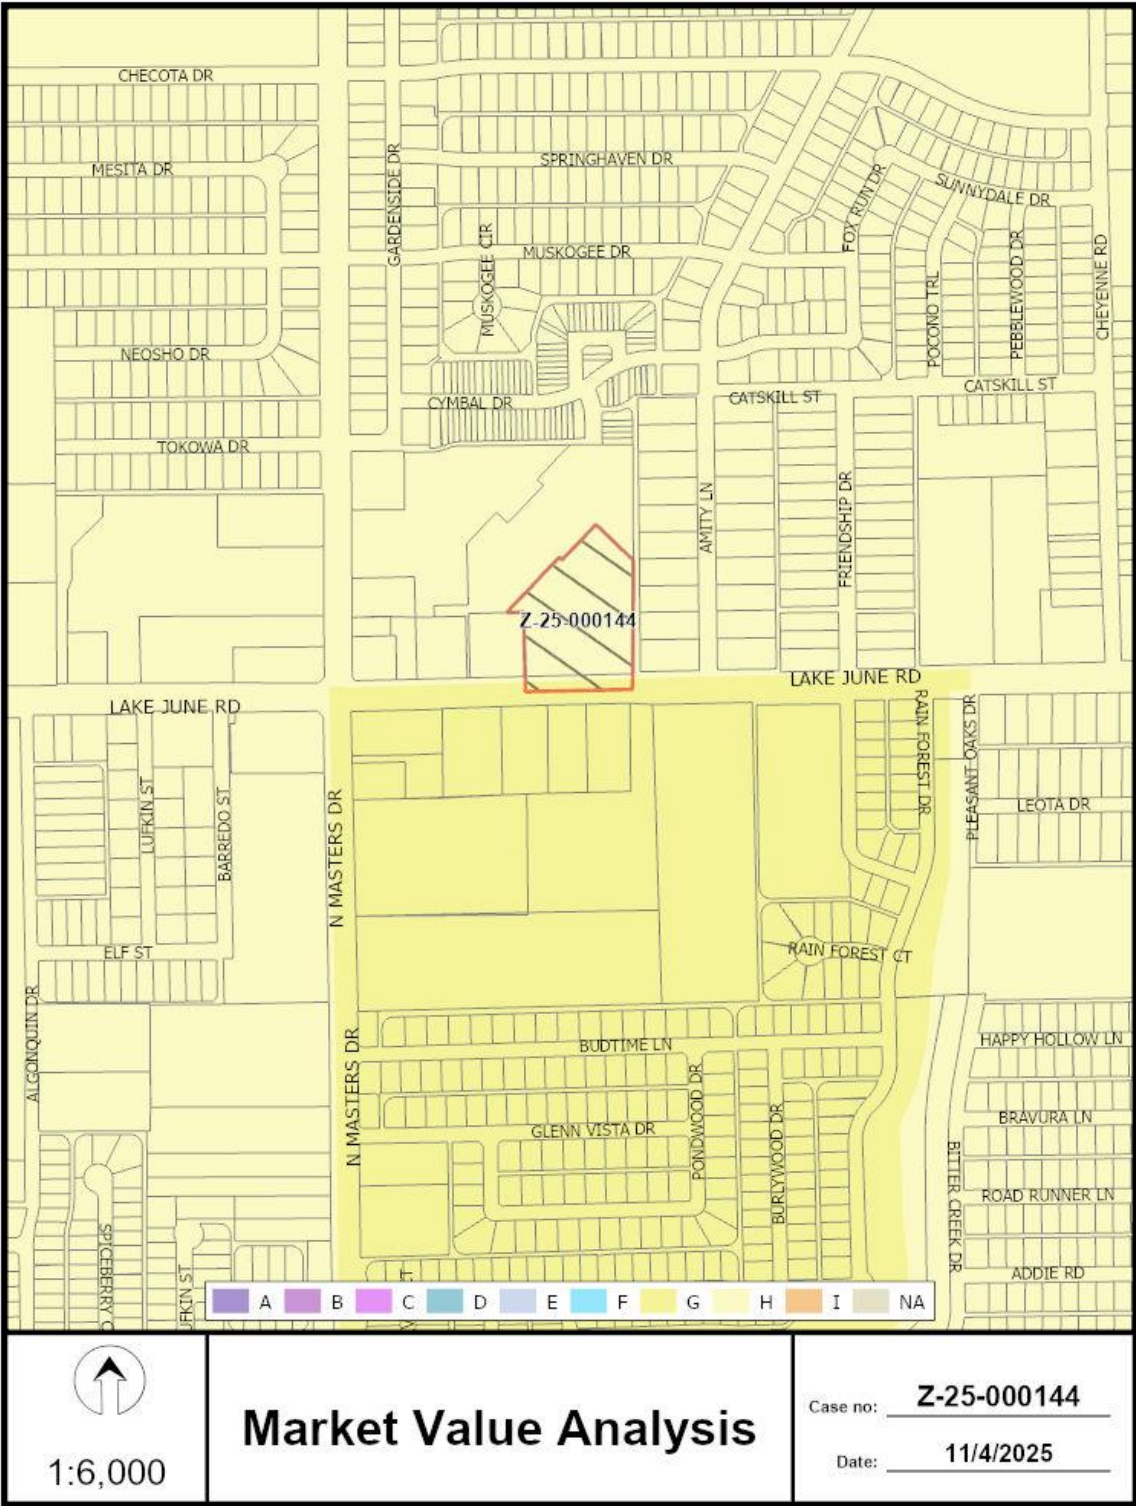 CHECOTA DR
MESITA DR
GARDENSIDE DR
SPRINGHAVEN DR
FOX RUN DR
SUNNYDALE DR
MUSKOGEE CIR
MUSKOGEE DR
POCONO TRL
PEBBLEWOOD DR
CHEYENNE RD
NEOSHO DR
CYMBAL DR
CATSKILL ST
CATSKILL ST
TOKOWA DR
AMITY LN
FRIENDSHIP DR
Z-25-000144
LAKE JUNE RD
LAKE JUNE RD
RAIN FOREST DR
PLEASANT OAKS DR
LUFKIN ST
BARREDO ST
N MASTERS DR
LEOTA DR
ELF ST
RAIN FOREST CT
ALGONQUIN DR
N MASTERS DR
BUDTIME LN
HAPPY HOLLOW LN
PONDWOOD DR
BURLYWOOD DR
GLENN VISTA DR
BRAVURA LN
BITTER CREEK DR
ROAD RUNNER LN
SPICEBERRY C
UFKIN ST
ADDIE RD
A B C D E F G H I NA
1:6,000
Market Value Analysis
Case no: Z-25-000144
Date: 11/4/2025